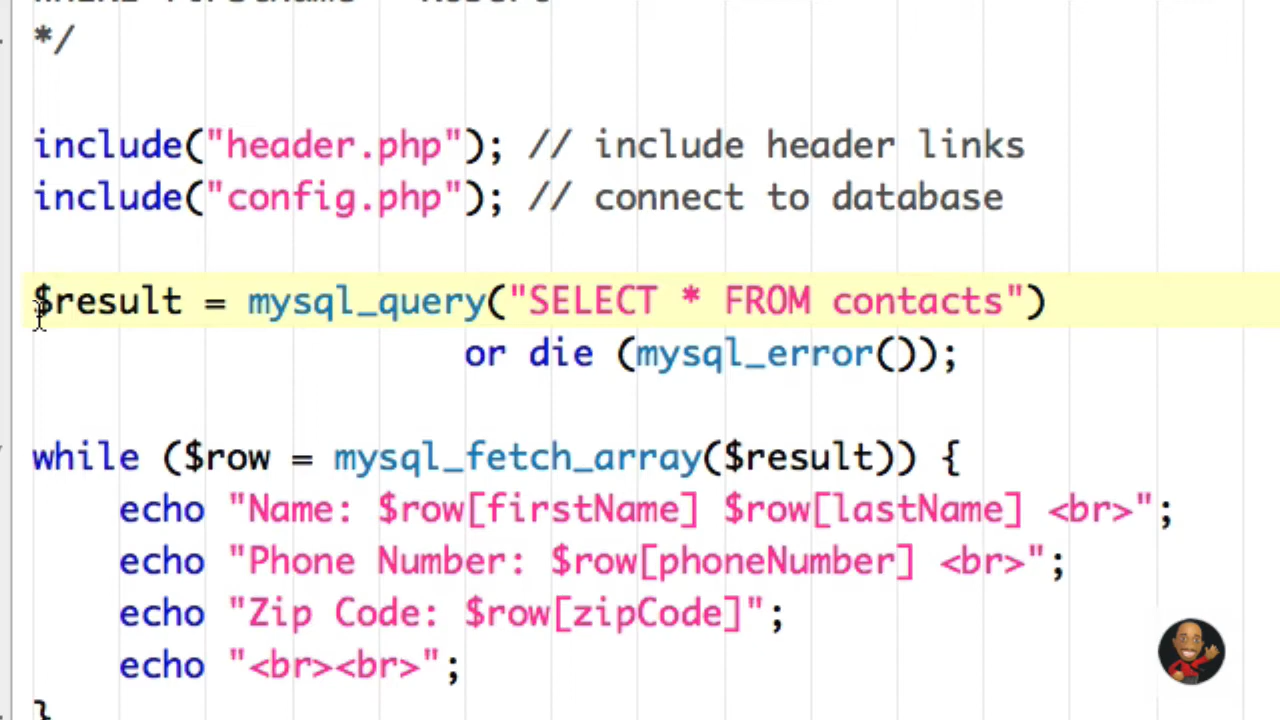 */
include("header.php"); // include header links
include("config.php"); // connect to database
$result = mysql_query("SELECT * FROM contacts")
or die (mysql_error());
while ($row = mysql_fetch_array($result)) {
echo "Name: $row[firstName] $row[lastName] <br>";
echo "Phone Number: $row[phoneNumber] <br>";
echo "Zip Code: $row[zipCode]";
echo "<br><br>";
}